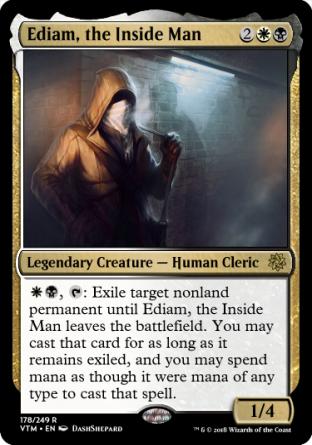 Ediam, the Inside Man 2
Legendary Creature — Human Cleric
, : Exile target nonland
permanent until Ediam, the Inside
Man leaves the battlefield. You may
cast that card for as long as it
remains exiled, and you may spend
mana as though it were mana of any
type to cast that spell.
1/4
178/249 R
VTM • EN DASHSHEPARD
™ & © 2018 Wizards of the Coast